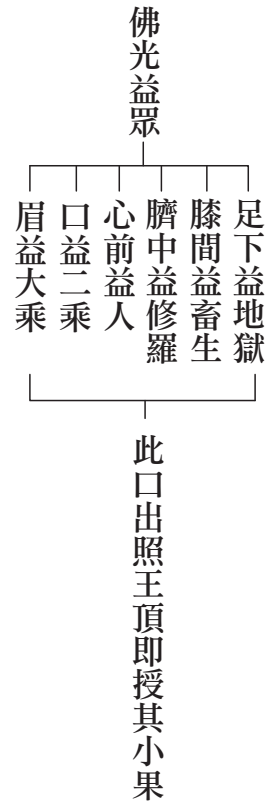 佛光益眾
足下益地獄
膝間益畜生
臍中益修羅
心前益人
口益二乘
眉益大乘
此口出照王頂即授其小果